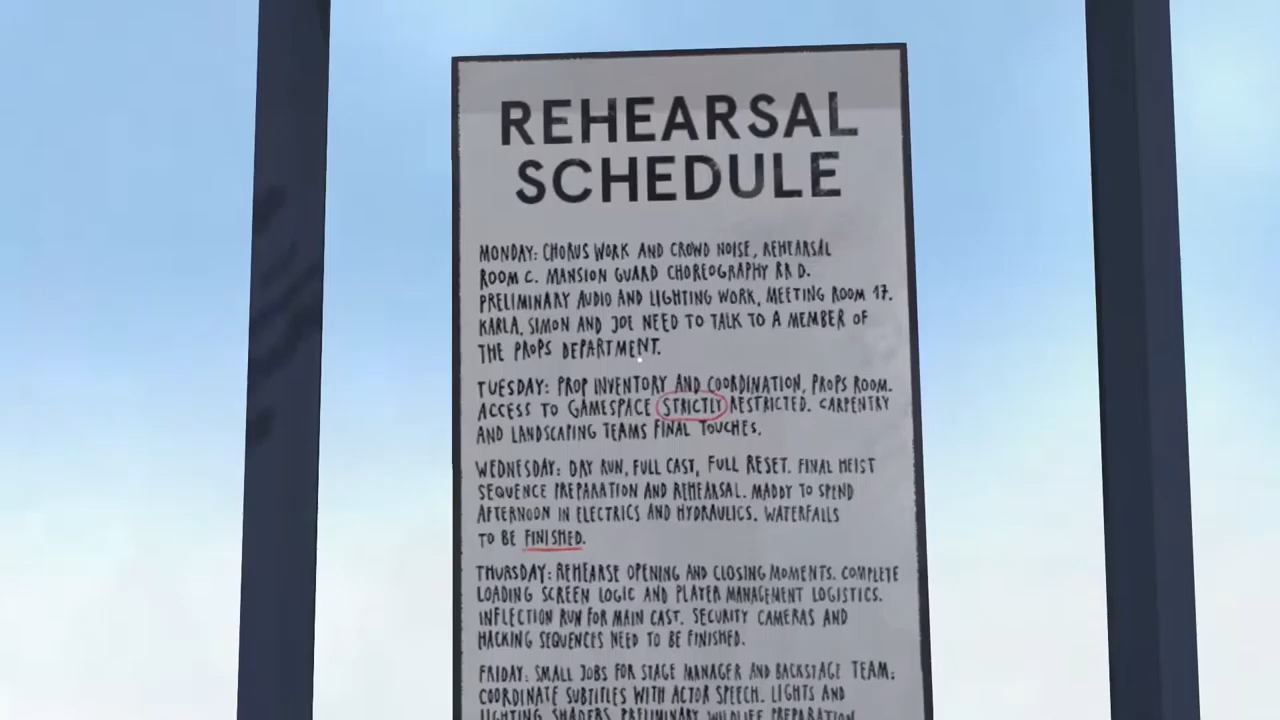 REHEARSAL
SCHEDULE
MONDAY: CHORUS WORK AND CROWD NOISE, REHEARSAL
ROOM C. MANSION GUARD CHOREOGRAPHY RR D.
PRELIMINARY AUDIO AND LIGHTING WORK, MEETING ROOM 17.
KARLA, SIMON AND JOE NEED TO TALK TO A MEMBER OF
THE PROPS DEPARTMENT.
TUESDAY: PROP INVENTORY AND COORDINATION, PROPS ROOM.
ACCESS TO GAMESPACE STRICTLY RESTRICTED. CARPENTRY
AND LANDSCAPING TEAMS FINAL TOUCHES.
WEDNESDAY: DRY RUN, FULL CAST, FULL RESET. FINAL HEIST
SEQUENCE PREPARATION AND REHEARSAL. MADDY TO SPEND
AFTERNOON IN ELECTRICS AND HYDRAULICS. WATERFALLS
TO BE FINISHED.
THURSDAY: REHEARSE OPENING AND CLOSING MOMENTS. COMPLETE
LOADING SCREEN LOGIC AND PLAYER MANAGEMENT LOGISTICS.
INFLECTION RUN FOR MAIN CAST. SECURITY CAMERAS AND
HACKING SEQUENCES NEED TO BE FINISHED.
FRIDAY: SMALL JOBS FOR STAGE MANAGER AND BACKSTAGE TEAM:
COORDINATE SUBTITLES WITH ACTOR SPEECH. LIGHTS AND
LIGHTING SHADERS. PRELIMINARY WILDLIFE PREPARATION